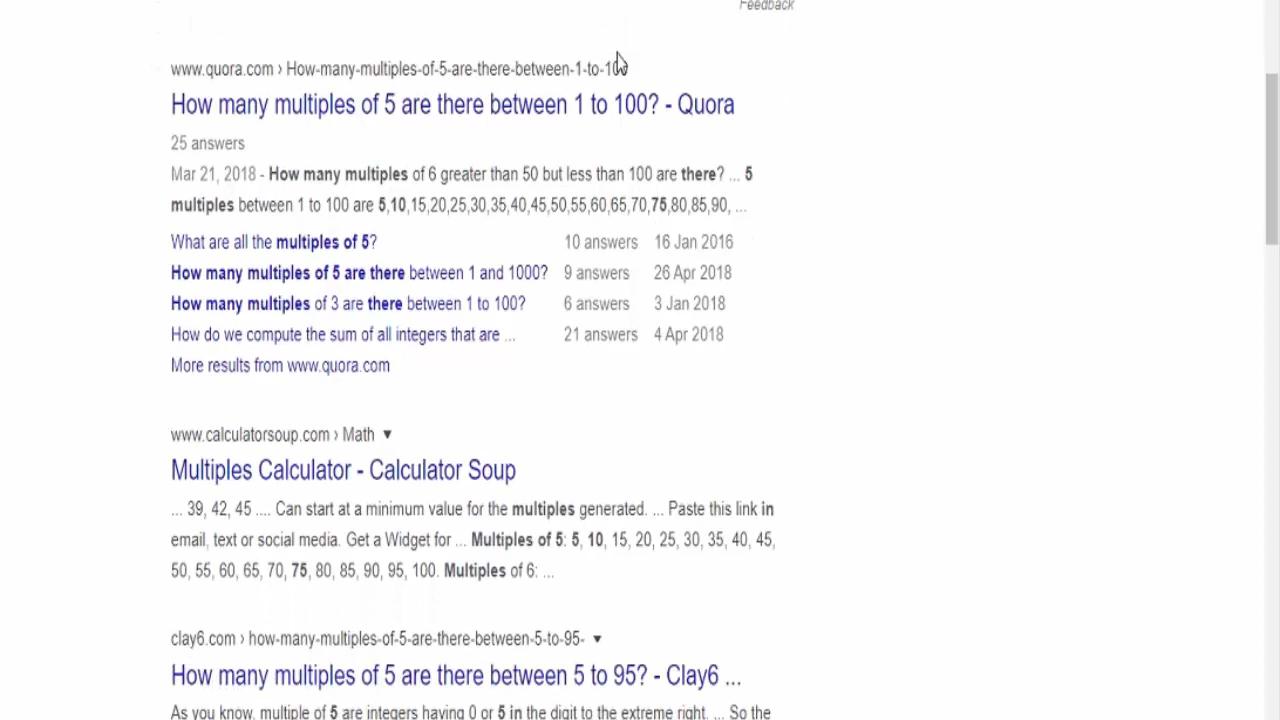 Feedback
www.quora.com › How-many-multiples-of-5-are-there-between-1-to-100
How many multiples of 5 are there between 1 to 100? - Quora
25 answers
Mar 21, 2018 - How many multiples of 6 greater than 50 but less than 100 are there? ... 5
multiples between 1 to 100 are 5,10,15,20,25,30,35,40,45,50,55,60,65,70,75,80,85,90, ...
What are all the multiples of 5? 10 answers 16 Jan 2016
How many multiples of 5 are there between 1 and 1000? 9 answers 26 Apr 2018
How many multiples of 3 are there between 1 to 100? 6 answers 3 Jan 2018
How do we compute the sum of all integers that are ... 21 answers 4 Apr 2018
More results from www.quora.com
www.calculatorsoup.com › Math ▼
Multiples Calculator - Calculator Soup
... 39, 42, 45 .... Can start at a minimum value for the multiples generated. ... Paste this link in
email, text or social media. Get a Widget for ... Multiples of 5: 5, 10, 15, 20, 25, 30, 35, 40, 45,
50, 55, 60, 65, 70, 75, 80, 85, 90, 95, 100. Multiples of 6: ...
clay6.com › how-many-multiples-of-5-are-there-between-5-to-95- ▼
How many multiples of 5 are there between 5 to 95? - Clay6 ...
As you know, multiple of 5 are integers having 0 or 5 in the digit to the extreme right. ... So the